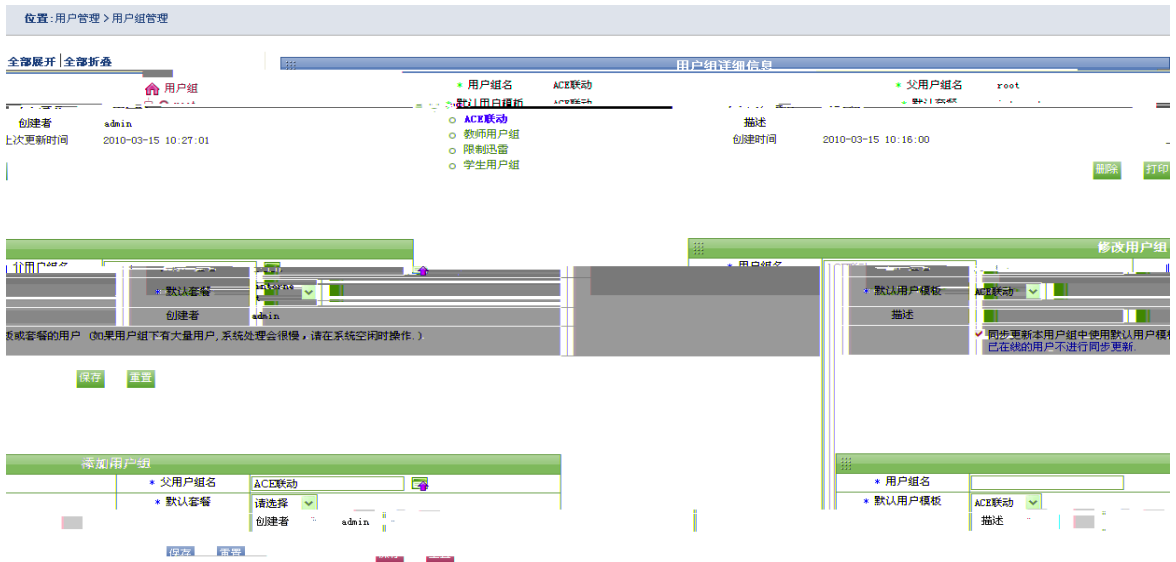 位置:用户管理>用户组管理
全部展开|全部折叠
用户组详细信息
用户组
* 用户组名 ACE联动 * 父用户组名 root
* 默认用户模板 ACE联动
创建者 admin ACE联动 描述
上次更新时间 2010-03-15 10:27:01 教师用户组 创建时间 2010-03-15 10:16:00
限制迅雷
学生用户组
删除 打印
修改用户组
* 默认套餐 * 默认用户模板 ACE联动
创建者 admin 描述
板或套餐的用户 (如果用户组下有大量用户,系统处理会很慢,请在系统空闲时操作.) 同步更新本用户组中使用默认用户模板
已在线的用户不进行同步更新.
保存 重置
添加用户组
* 父用户组名 ACE联动 * 用户组名
* 默认套餐 请选择 * 默认用户模板 ACE联动
创建者 admin 描述
保存 重置